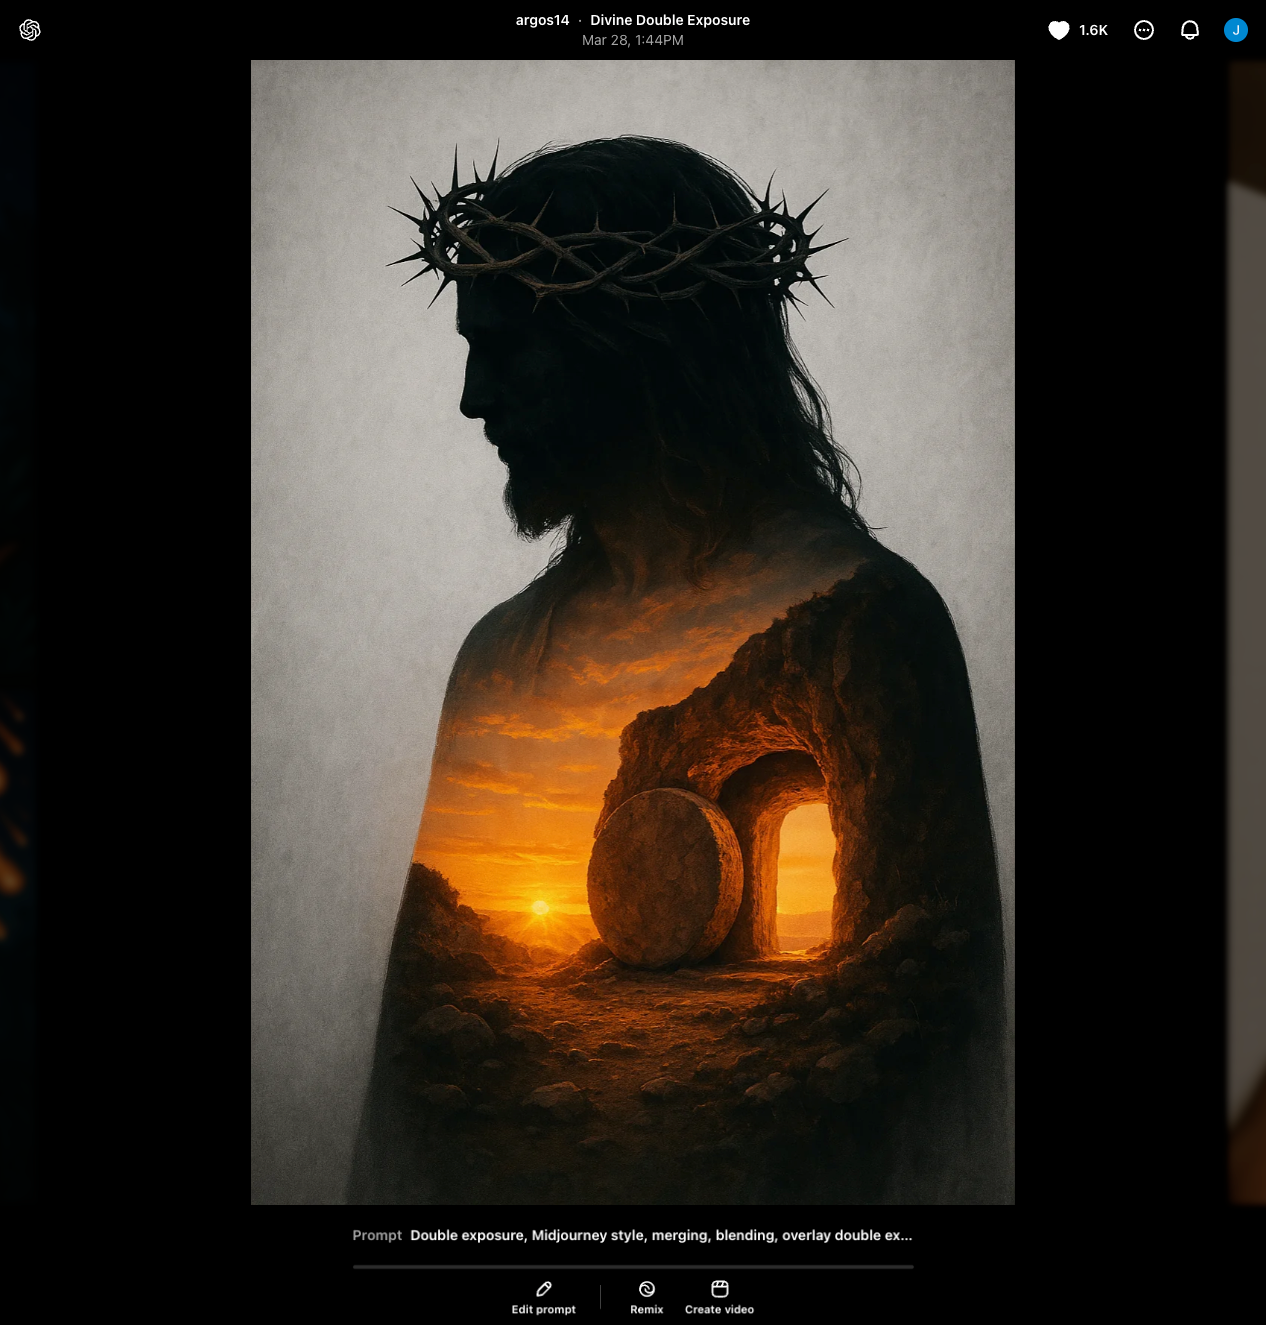 argos14 · Divine Double Exposure
Mar 28, 1:44PM
1.6K
J
Prompt Double exposure, Midjourney style, merging, blending, overlay double ex...
Edit prompt
Remix
Create video